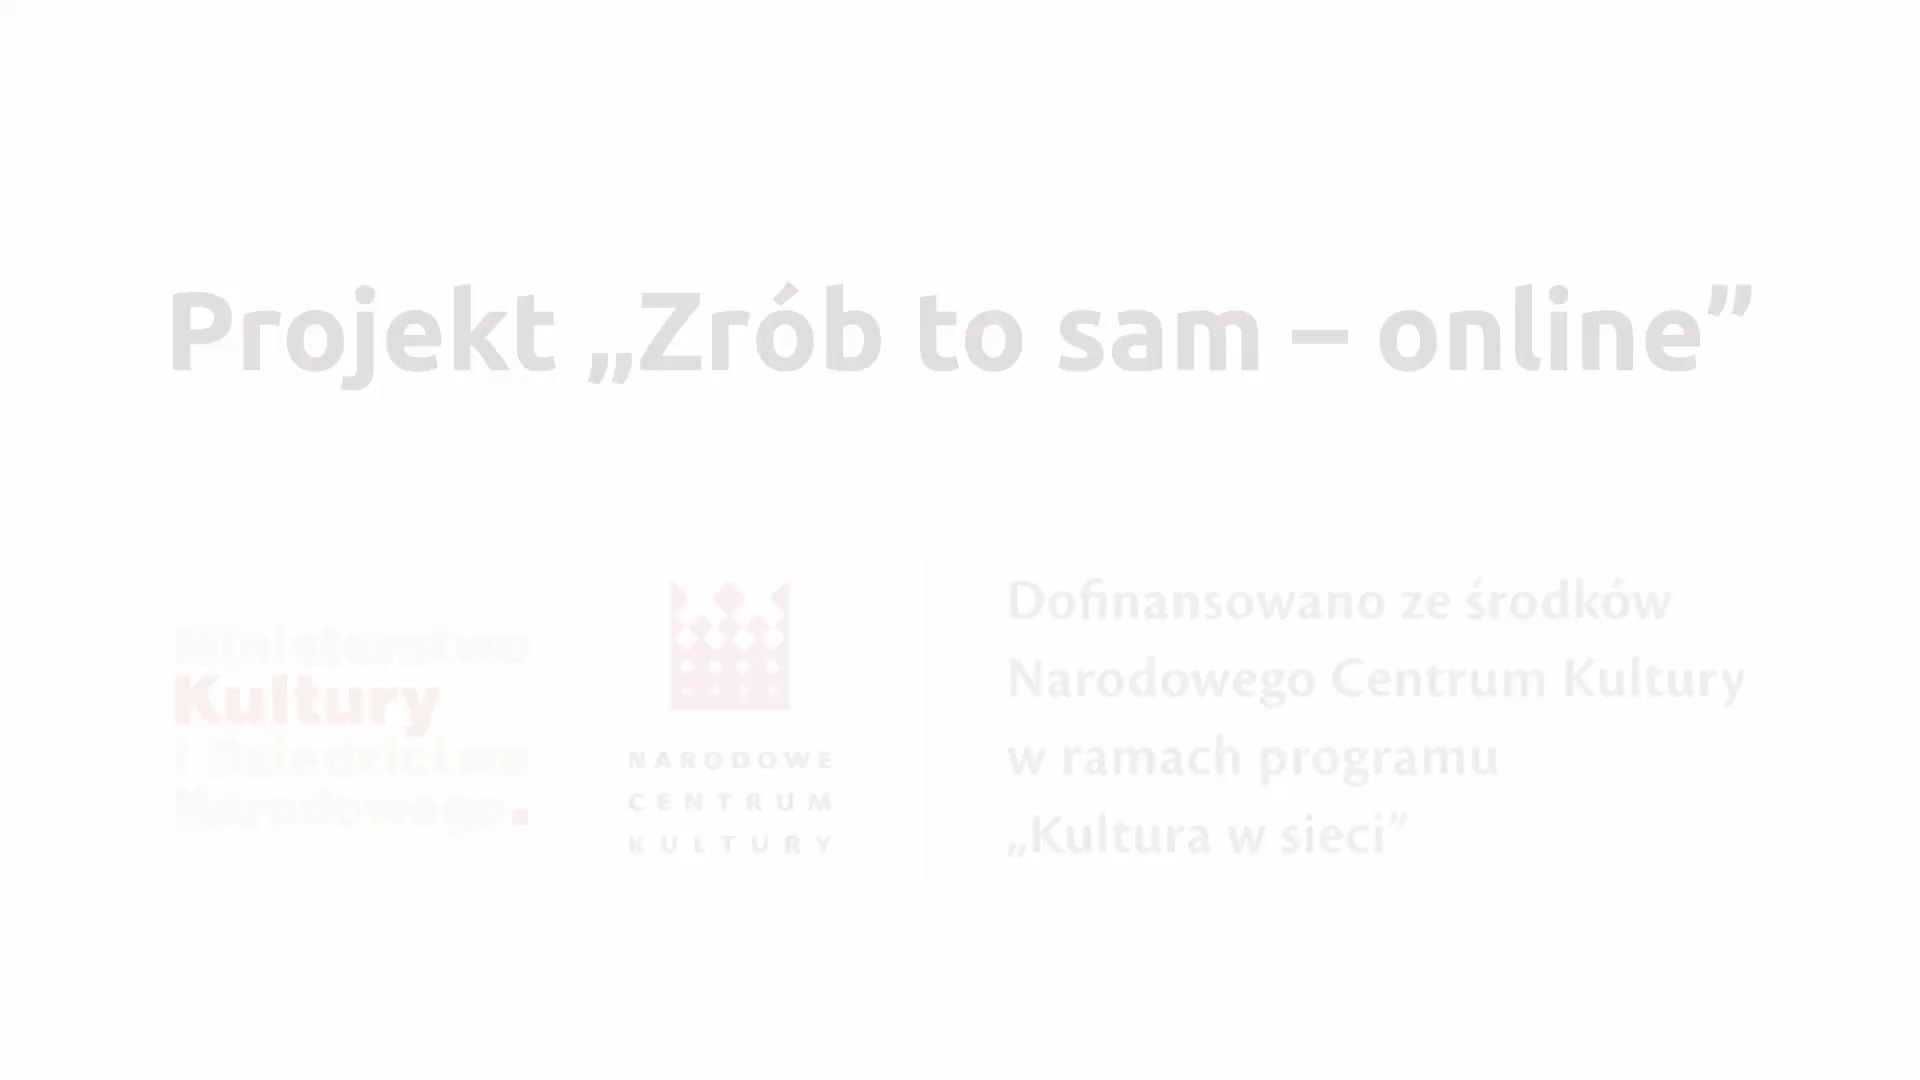 Projekt „Zrób to sam – online”
Ministerstwo
Kultury
i Dziedzictwa
Narodowego.
NARODOWE
CENTRUM
KULTURY
Dofinansowano ze środków
Narodowego Centrum Kultury
w ramach programu
„Kultura w sieci”